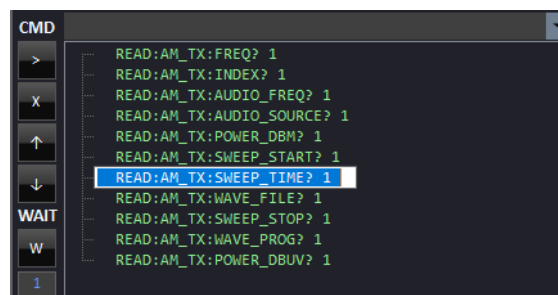 CMD
>
READ:AM_TX:FREQ? 1
READ:AM_TX:INDEX? 1
X
READ:AM_TX:AUDIO_FREQ? 1
READ:AM_TX:AUDIO_SOURCE? 1
↑
READ:AM_TX:POWER_DBM? 1
READ:AM_TX:SWEEP_START? 1
↓
READ:AM_TX:SWEEP_TIME? 1
READ:AM_TX:WAVE_FILE? 1
WAIT
READ:AM_TX:SWEEP_STOP? 1
W
READ:AM_TX:WAVE_PROG? 1
READ:AM_TX:POWER_DBUV? 1
1